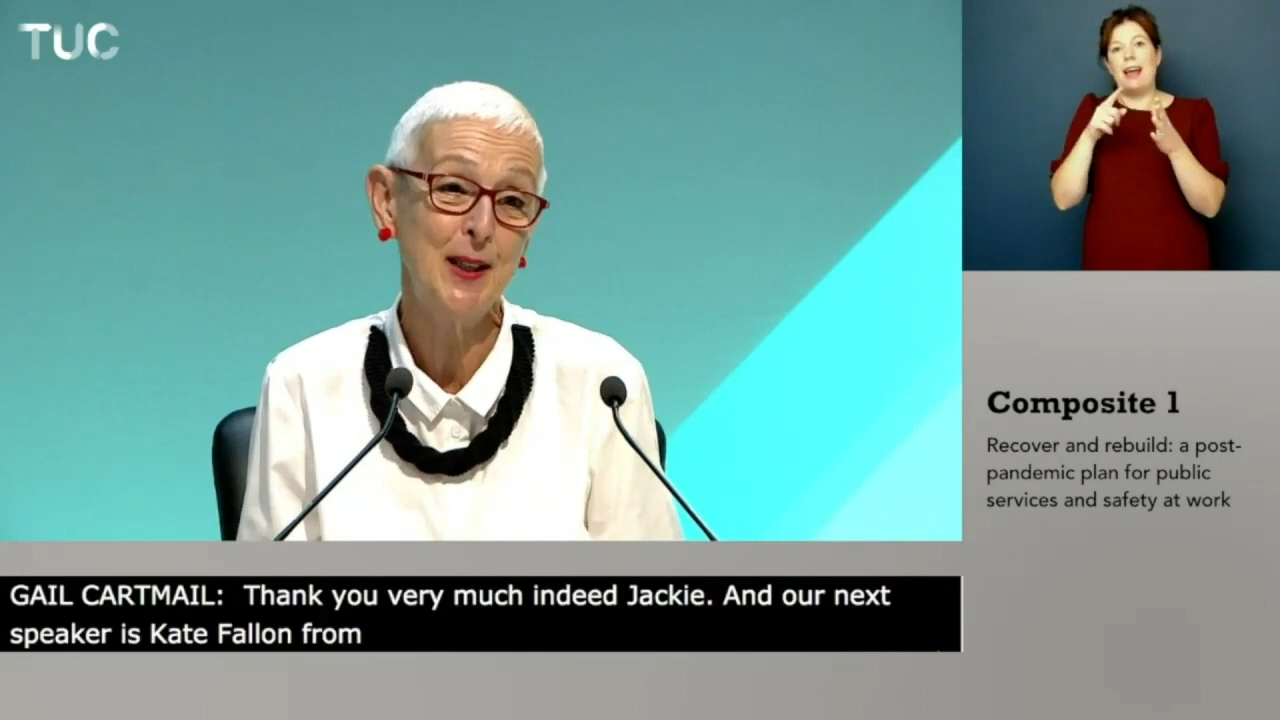 TUC
Composite 1
Recover and rebuild: a post-
pandemic plan for public
services and safety at work
GAIL CARTMAIL:  Thank you very much indeed Jackie. And our next
speaker is Kate Fallon from